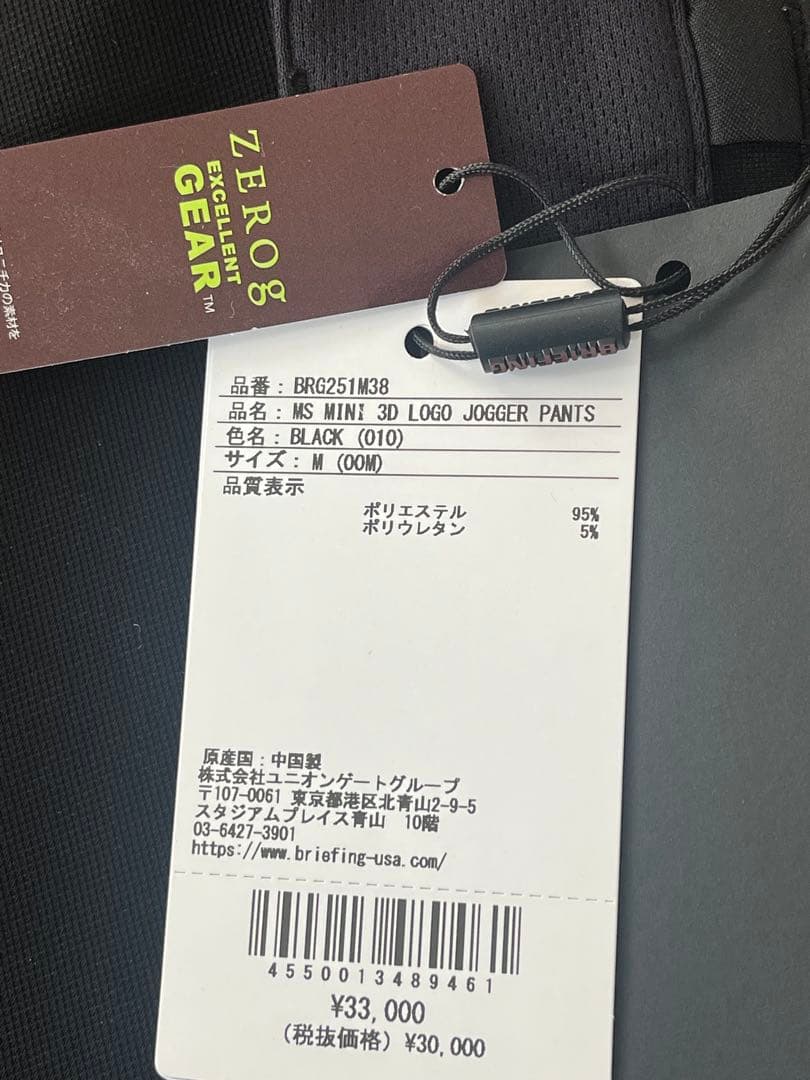 ZEROg
EXCELLENT
GEAR™
BRIEFING
品番：BRG251M38
品名：MS MINI 3D LOGO JOGGER PANTS
色名：BLACK (010)
サイズ：M (00M)
品質表示
ポリエステル 95%
ポリウレタン 5%
原産国：中国製
株式会社ユニオンゲートグループ
〒107-0061 東京都港区北青山2-9-5
スタジアムプレイス青山 10階
03-6427-3901
https://www.briefing-usa.com/
4550013489461
¥33,000
(税抜価格) ¥30,000